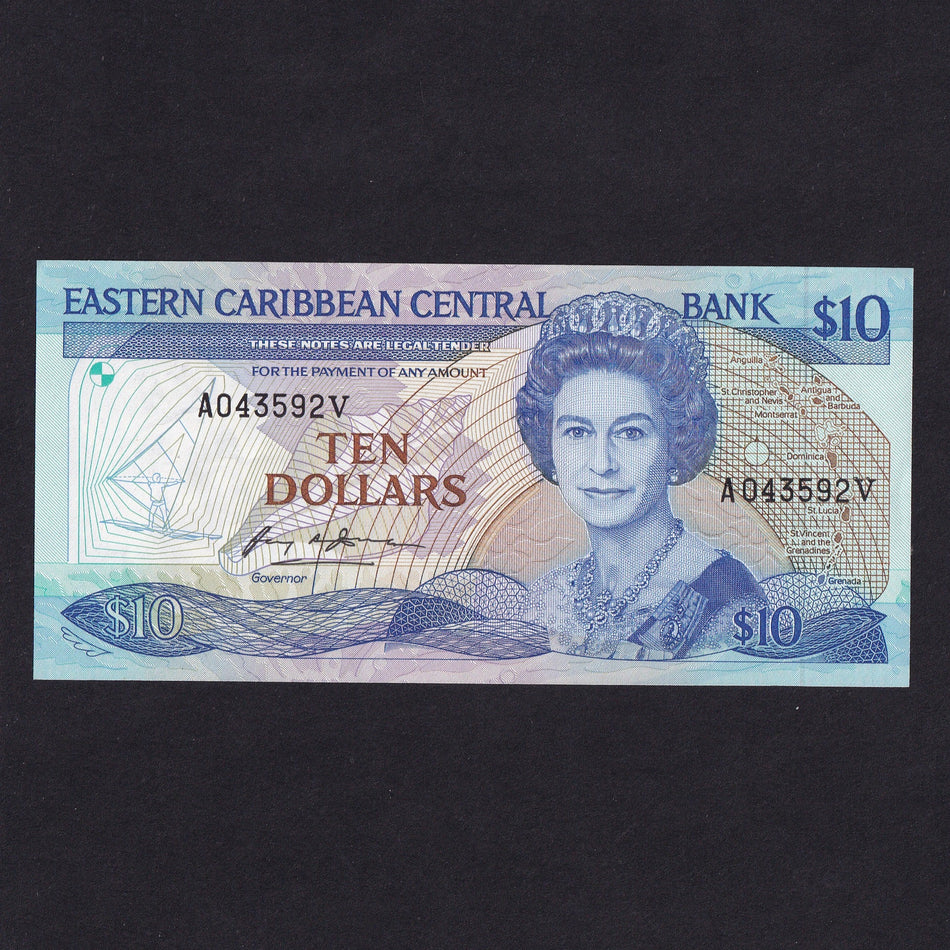 EASTERN CARIBBEAN CENTRAL BANK $10
THESE NOTES ARE LEGAL TENDER
FOR THE PAYMENT OF ANY AMOUNT
A043592V
TEN
DOLLARS
Governor
$10
Anguilla
St Christopher
and Nevis
Antigua
and
Barbuda
Montserrat
Dominica
A043592V
St Lucia
St Vincent
and the
Grenadines
Grenada
$10